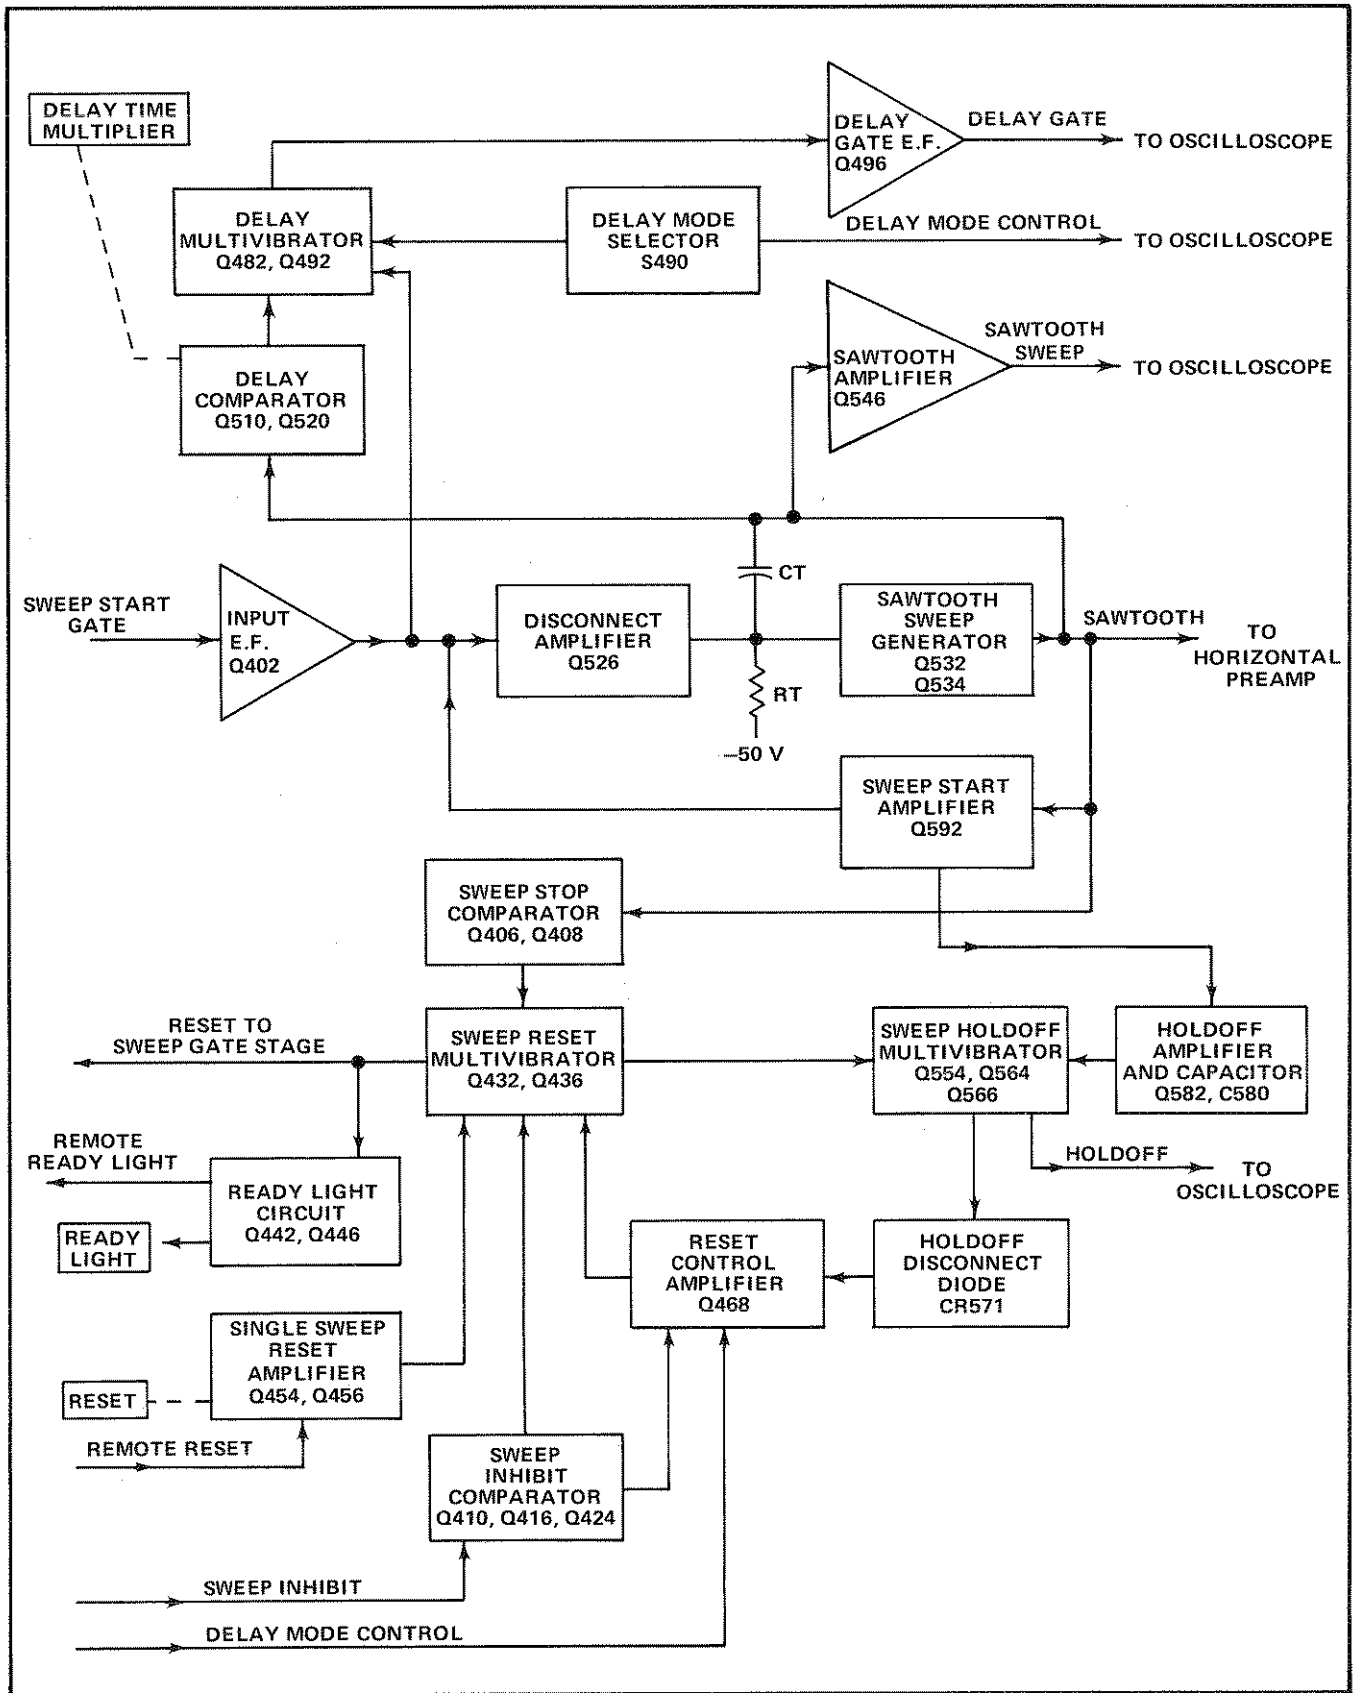 DELAY TIME
MULTIPLIER
DELAY
GATE E.F.
Q496
DELAY GATE
TO OSCILLOSCOPE
DELAY
MULTIVIBRATOR
Q482, Q492
DELAY MODE
SELECTOR
S490
DELAY MODE CONTROL
TO OSCILLOSCOPE
DELAY
COMPARATOR
Q510, Q520
SAWTOOTH
AMPLIFIER
Q546
SAWTOOTH
SWEEP
TO OSCILLOSCOPE
CT
SWEEP START
GATE
INPUT
E.F.
Q402
DISCONNECT
AMPLIFIER
Q526
SAWTOOTH
SWEEP
GENERATOR
Q532
Q534
SAWTOOTH
TO
HORIZONTAL
PREAMP
RT
–50 V
SWEEP START
AMPLIFIER
Q592
SWEEP STOP
COMPARATOR
Q406, Q408
RESET TO
SWEEP GATE STAGE
SWEEP RESET
MULTIVIBRATOR
Q432, Q436
SWEEP HOLDOFF
MULTIVIBRATOR
Q554, Q564
Q566
HOLDOFF
AMPLIFIER
AND CAPACITOR
Q582, C580
REMOTE
READY LIGHT
READY LIGHT
CIRCUIT
Q442, Q446
READY
LIGHT
HOLDOFF
TO
OSCILLOSCOPE
RESET
CONTROL
AMPLIFIER
Q468
HOLDOFF
DISCONNECT
DIODE
CR571
SINGLE SWEEP
RESET
AMPLIFIER
Q454, Q456
RESET
REMOTE RESET
SWEEP
INHIBIT
COMPARATOR
Q410, Q416, Q424
SWEEP INHIBIT
DELAY MODE CONTROL